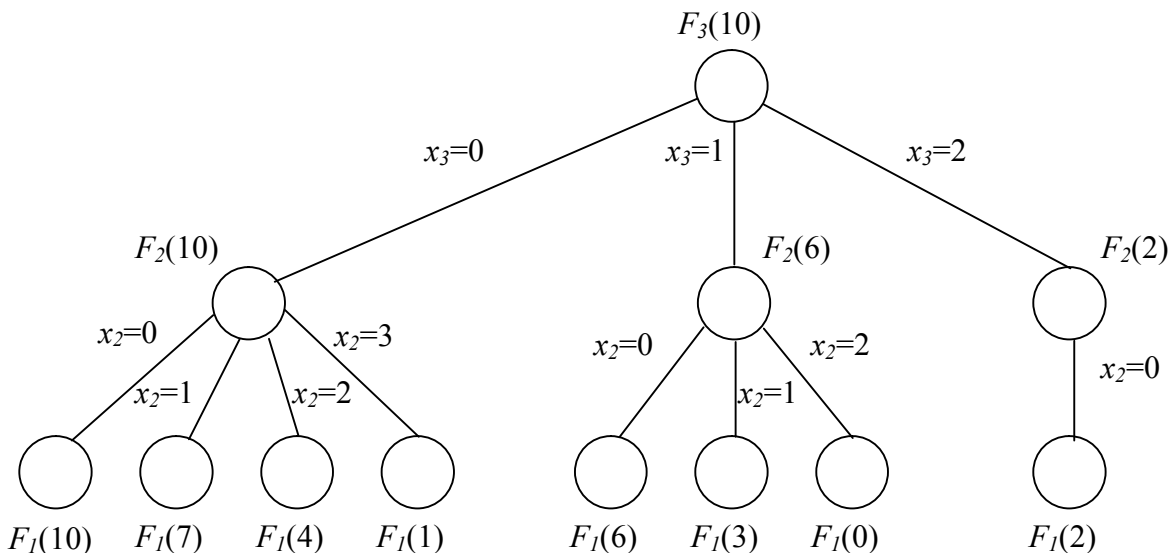 F₃(10)
x₃=0 x₃=1 x₃=2
F₂(10) F₂(6) F₂(2)
x₂=0 x₂=3 x₂=0 x₂=2 x₂=0
x₂=1 x₂=2 x₂=1
F₁(10) F₁(7) F₁(4) F₁(1) F₁(6) F₁(3) F₁(0) F₁(2)